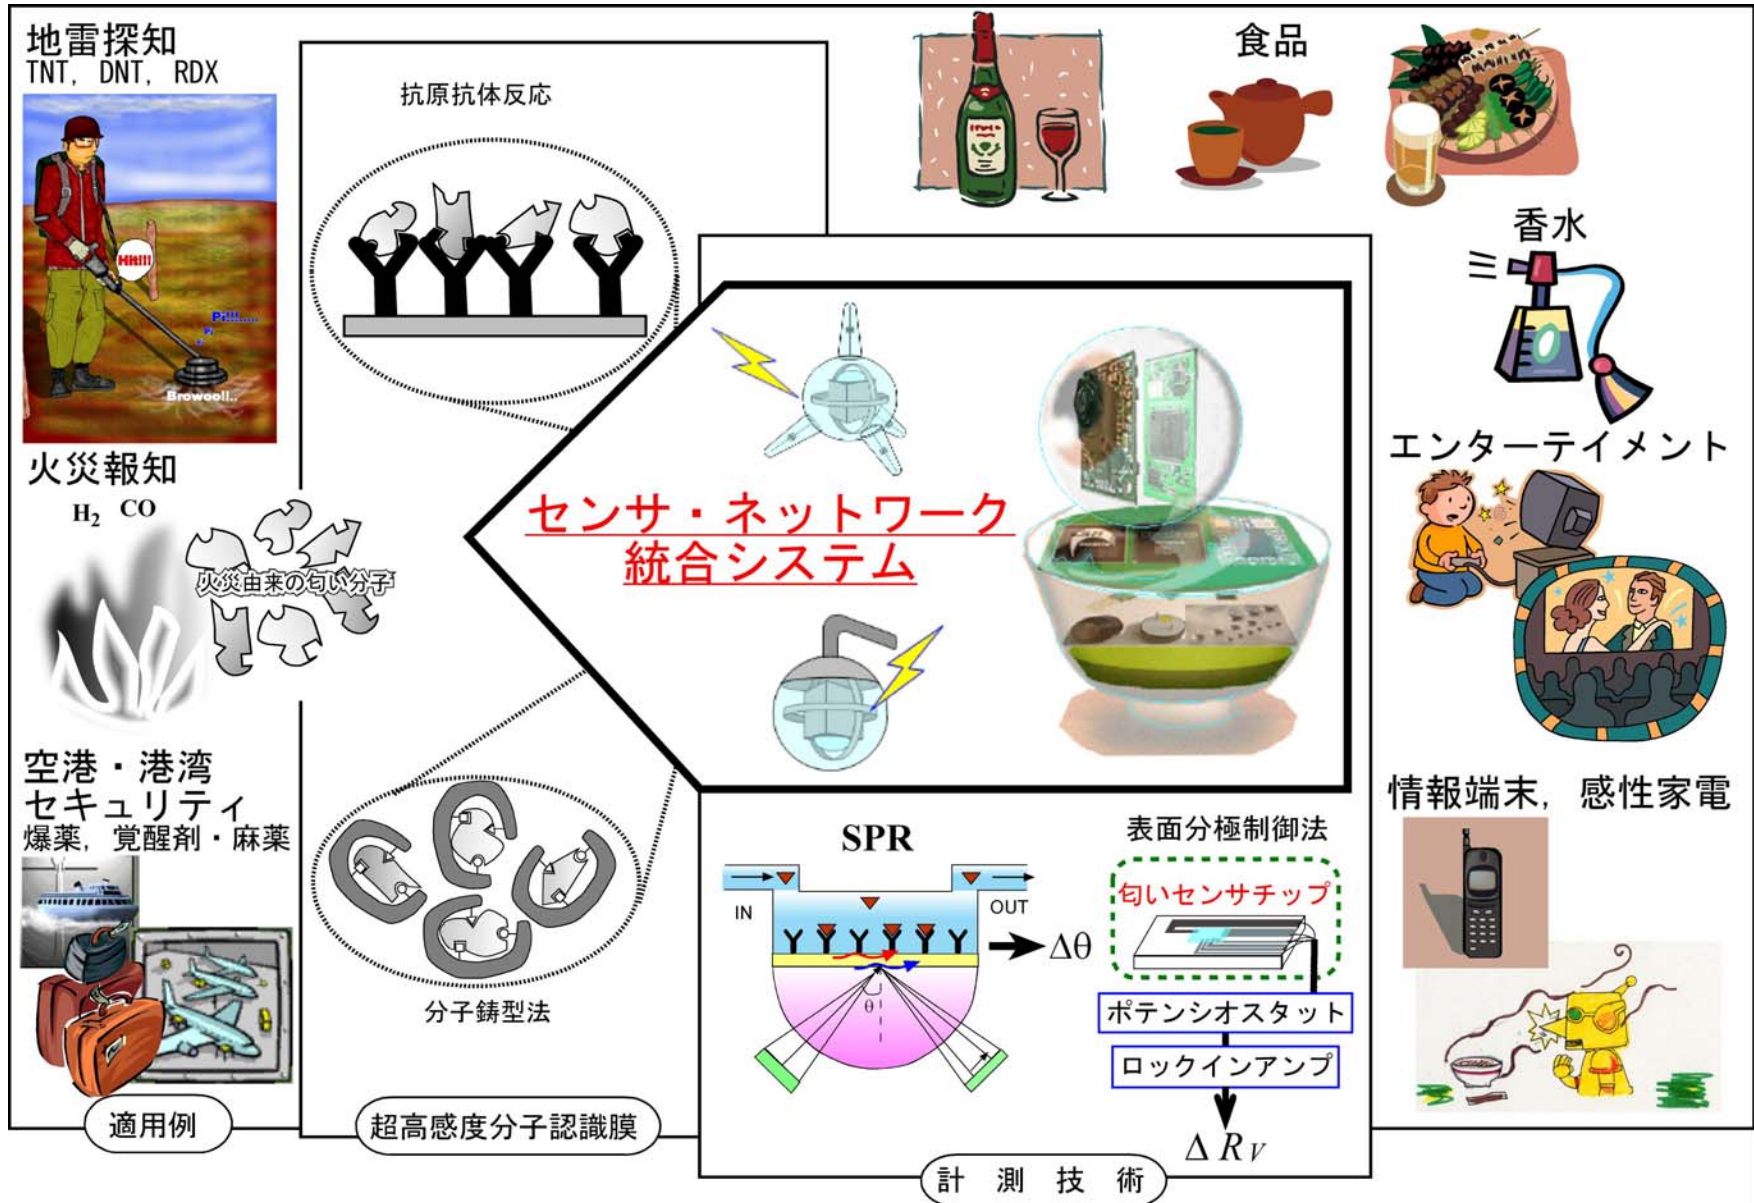 地雷探知
TNT, DNT, RDX
Hit!!!
Pi!!!.....
Pi
Browoo!!..
火災報知
H₂ CO
火災由来の匂い分子
空港・港湾
セキュリティ
爆薬，覚醒剤・麻薬
適用例
抗原抗体反応
分子鋳型法
超高感度分子認識膜
センサ・ネットワーク
統合システム
SPR
IN
OUT
θ
Δθ
表面分極制御法
匂いセンサチップ
ポテンシオスタット
ロックインアンプ
Δ R_V
計 測 技 術
食品
香水
エンターテイメント
情報端末， 感性家電